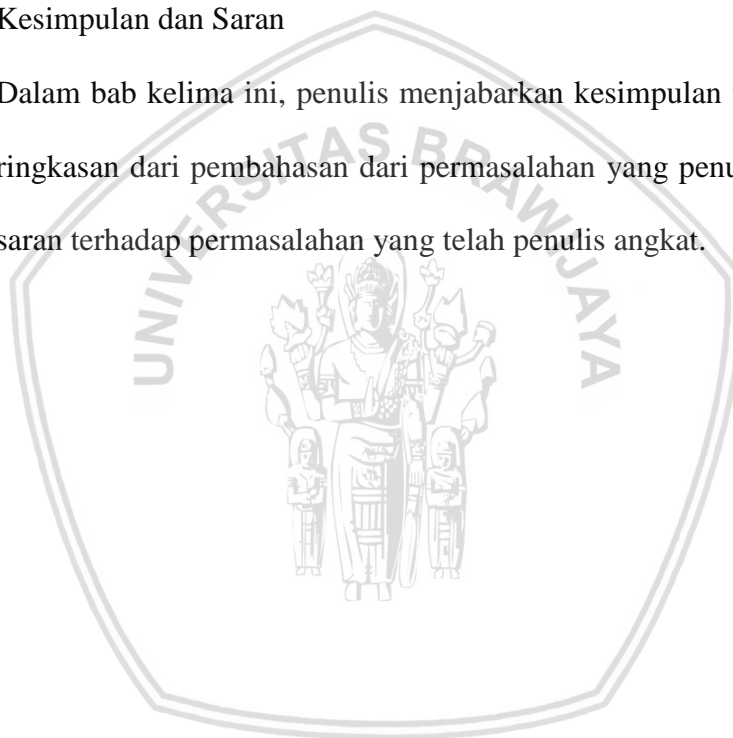 Kesimpulan dan Saran
Dalam bab kelima ini, penulis menjabarkan kesimpulan
ringkasan dari pembahasan dari permasalahan yang
saran terhadap permasalahan yang telah penulis angkat.
UNIVERSITAS BRAWIJAYA